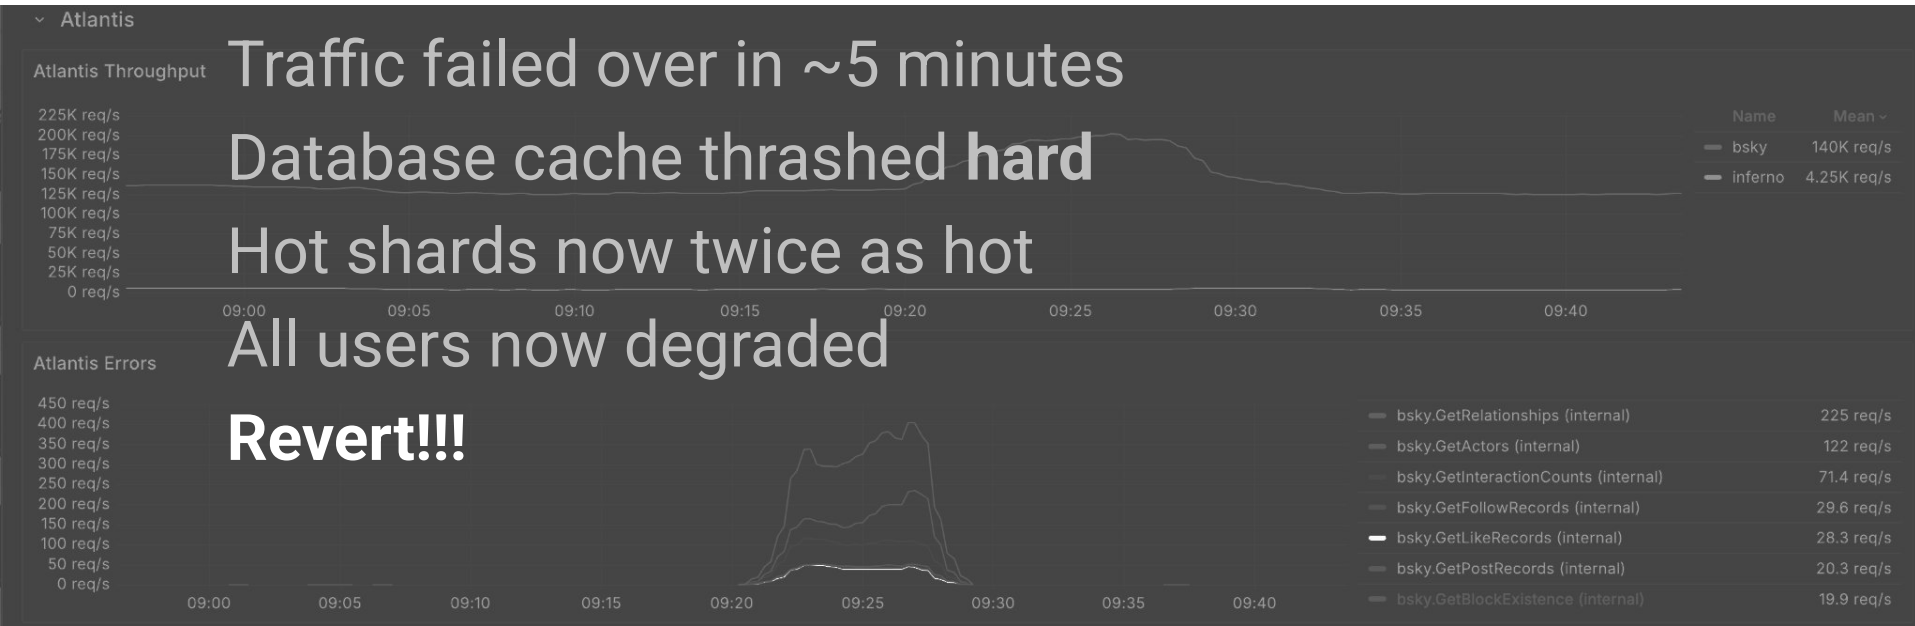 Atlantis
Traffic failed over in ~5 minutes
Database cache thrashed hard
Hot shards now twice as hot
All users now degraded
Revert!!!
Atlantis Throughput
225K req/s
200K req/s
175K req/s
150K req/s
125K req/s
100K req/s
75K req/s
50K req/s
25K req/s
0 req/s
09:00 09:05 09:10 09:15 09:20 09:25 09:30 09:35 09:40
Name Mean
bsky 140K req/s
inferno 4.25K req/s
Atlantis Errors
450 req/s
400 req/s
350 req/s
300 req/s
250 req/s
200 req/s
150 req/s
100 req/s
50 req/s
0 req/s
09:00 09:05 09:10 09:15 09:20 09:25 09:30 09:35 09:40
bsky.GetRelationships (internal) 225 req/s
bsky.GetActors (internal) 122 req/s
bsky.GetInteractionCounts (internal) 71.4 req/s
bsky.GetFollowRecords (internal) 29.6 req/s
bsky.GetLikeRecords (internal) 28.3 req/s
bsky.GetPostRecords (internal) 20.3 req/s
bsky.GetBlockExistence (internal) 19.9 req/s